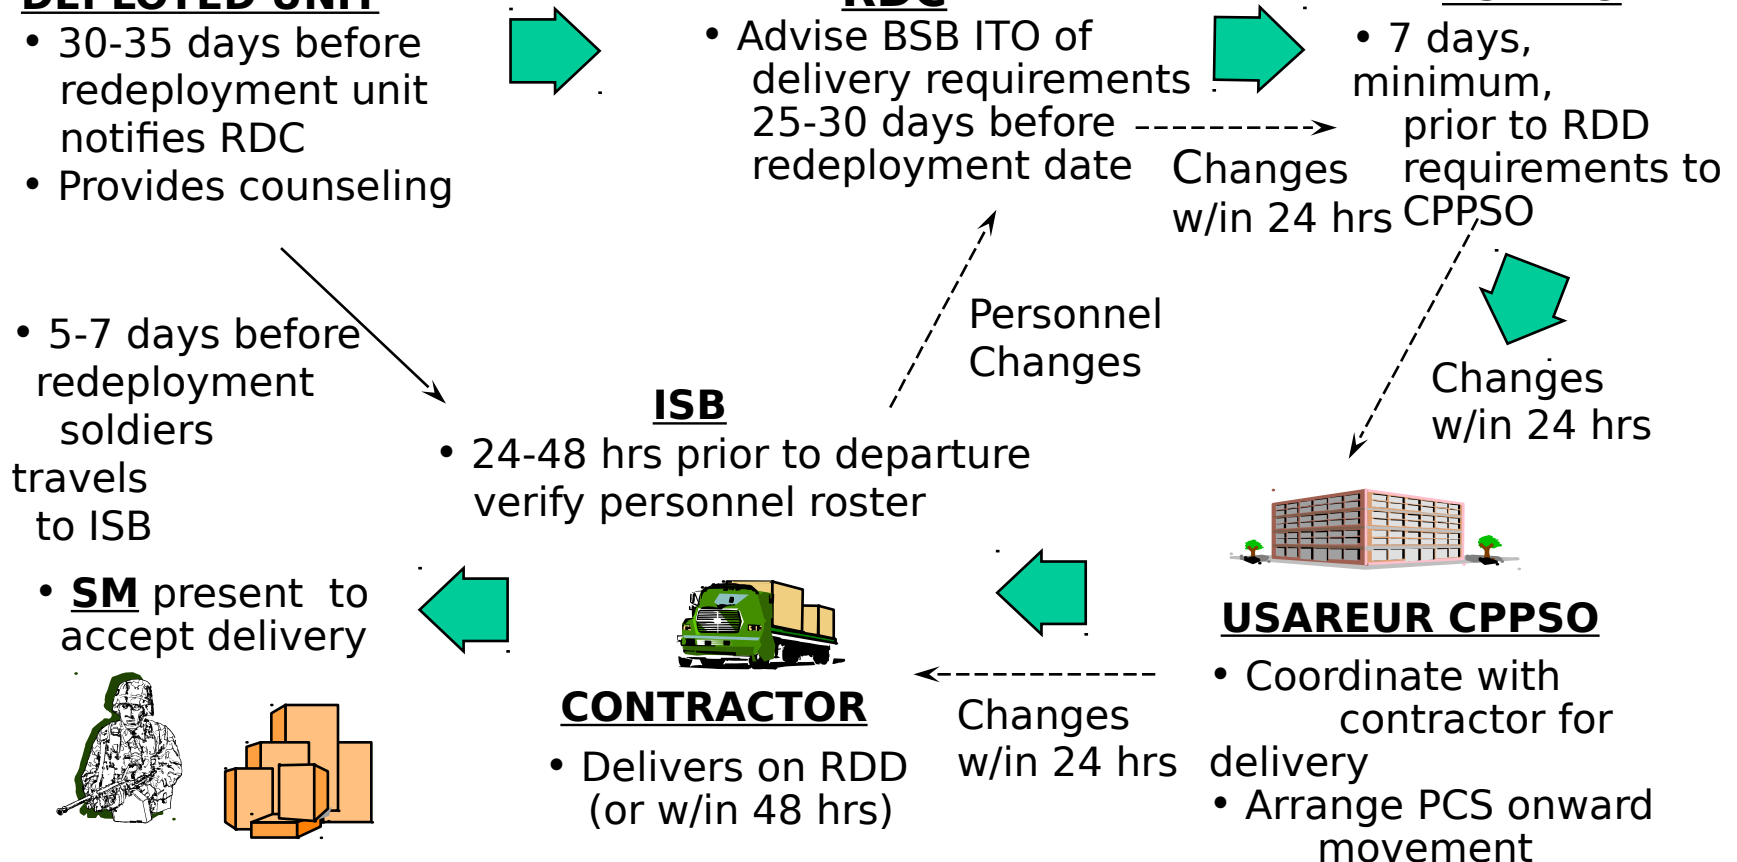 DEPLOYED UNIT
• 30-35 days before
redeployment unit
notifies RDC
• Provides counseling
RDC
• Advise BSB ITO of
delivery requirements
25-30 days before
redeployment date
• 7 days,
minimum,
prior to RDD
requirements to
CPPSO
Changes
w/in 24 hrs
• 5-7 days before
redeployment
soldiers
travels
to ISB
Personnel
Changes
Changes
w/in 24 hrs
ISB
• 24-48 hrs prior to departure
verify personnel roster
• SM present to
accept delivery
CONTRACTOR
• Delivers on RDD
(or w/in 48 hrs)
Changes
w/in 24 hrs
USAREUR CPPSO
• Coordinate with
contractor for
delivery
• Arrange PCS onward
movement